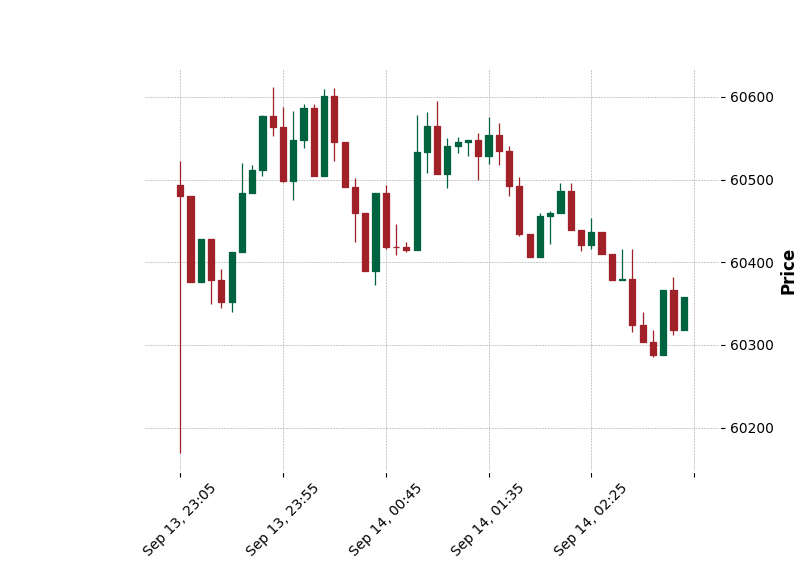 60600
60500
60400
60300
60200
Price
Sep 13, 23:05
Sep 13, 23:55
Sep 14, 00:45
Sep 14, 01:35
Sep 14, 02:25